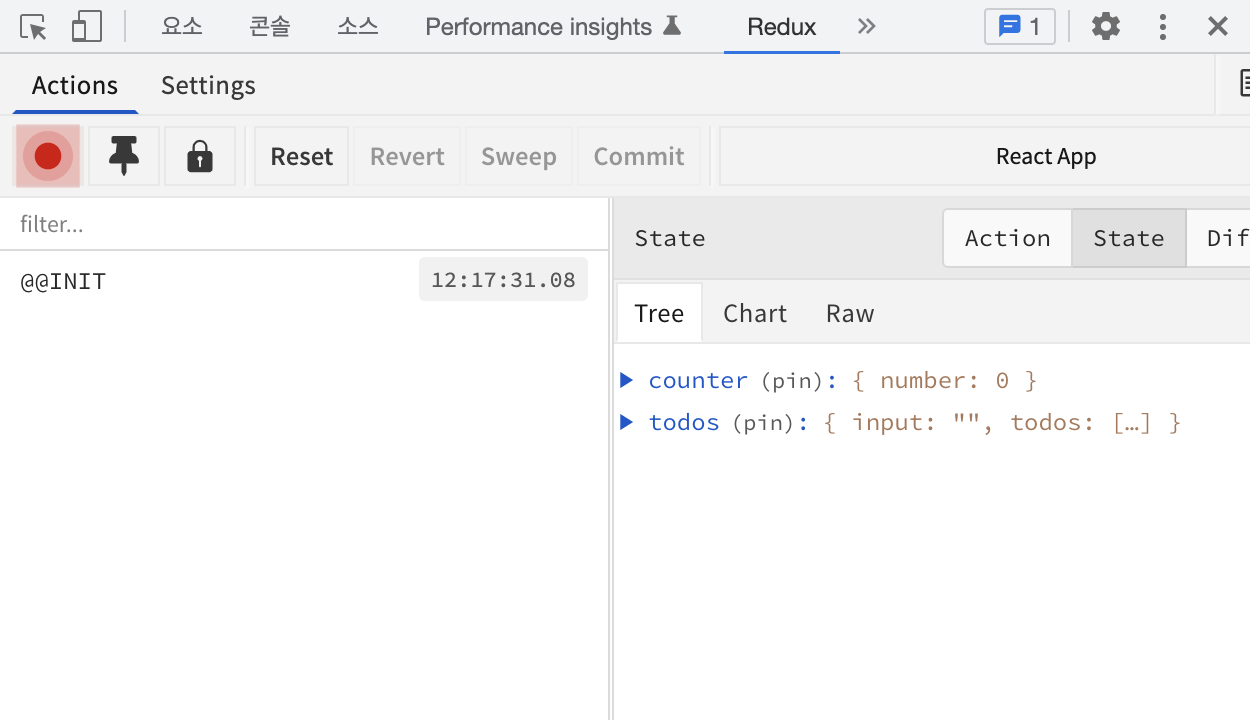 요소 콘솔 소스 Performance insights Redux 1
Actions Settings
Reset Revert Sweep Commit React App
filter...
State Action State Dif
@@INIT 12:17:31.08
Tree Chart Raw
counter (pin): { number: 0 }
todos (pin): { input: "", todos: […] }